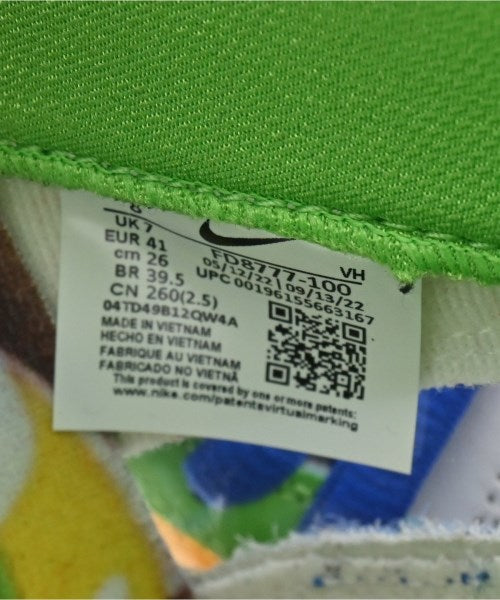 8
UK 7
EUR 41
cm 26
BR 39.5
CN 260(2.5)
04TD49B12QW4A
MADE IN VIETNAM
HECHO EN VIETNAM
FABRIQUE AU VIETNAM
FABRICADO NO VIETNÃ
FD8777-100 VH
05/12/22 | 09/13/22
UPC 00196155663167
This product is covered by one or more patents:
www.nike.com/patentsvirtualmarking